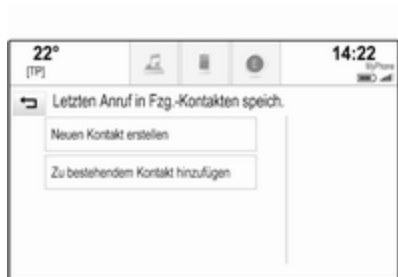 22° 14:22
[TP] MyPhone
Letzten Anruf in Fzg.-Kontakten speich.
Neuen Kontakt erstellen
Zu bestehendem Kontakt hinzufügen